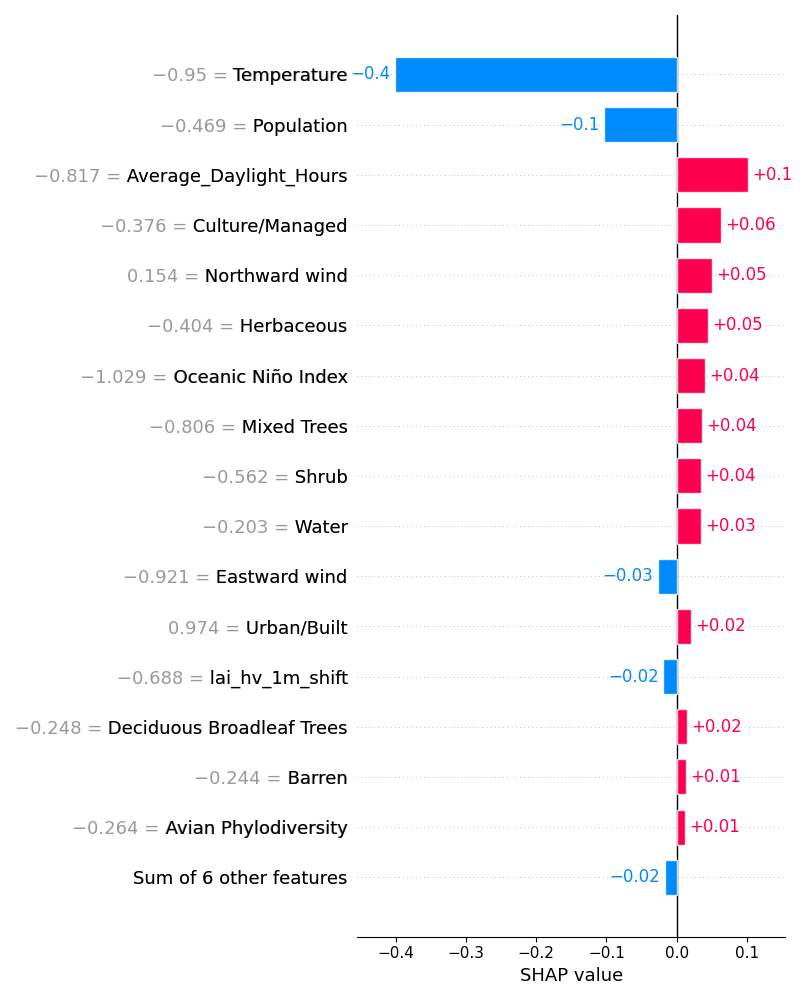 −0.95 = Temperature −0.4
−0.469 = Population −0.1
−0.817 = Average_Daylight_Hours +0.1
−0.376 = Culture/Managed +0.06
0.154 = Northward wind +0.05
−0.404 = Herbaceous +0.05
−1.029 = Oceanic Niño Index +0.04
−0.806 = Mixed Trees +0.04
−0.562 = Shrub +0.04
−0.203 = Water +0.03
−0.921 = Eastward wind −0.03
0.974 = Urban/Built +0.02
−0.688 = lai_hv_1m_shift −0.02
−0.248 = Deciduous Broadleaf Trees +0.02
−0.244 = Barren +0.01
−0.264 = Avian Phylodiversity +0.01
Sum of 6 other features −0.02
−0.4 −0.3 −0.2 −0.1 0.0 0.1
SHAP value